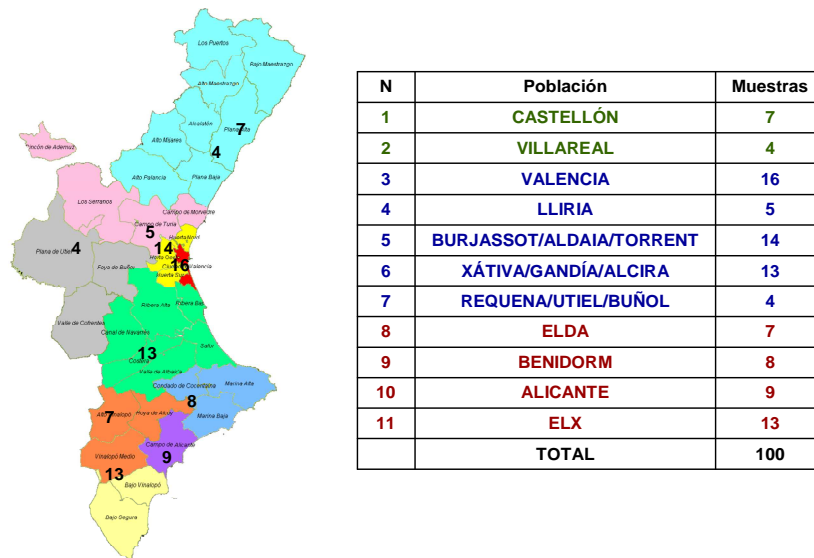 Los Puertos
Bajo Maestrazgo
Alto Maestrazgo
Alcalatén
Plana Alta
7
Alto Mijares
4
Rincón de Ademuz
Alto Palancia
Plana Baja
Los Serranos
Campo de Morvedre
Campo de Turia
5
Huerta Nord
Plana de Utiel
4
14
Hoya de Buñol
16
Valencia
Huerta Sud
Ribera Alta
Ribera Baja
Valle de Cofrentes
Canal de Navarrés
13
Safor
Costera
Valle de Albaida
Condado de Cocentaina
Marina Alta
8
Alto Vinalopó
7
Hoya de Alcoy
Marina Baja
Campo de Alicante
9
Vinalopó Medio
13
Bajo Vinalopó
Bajo Segura
N Población Muestras
1 CASTELLÓN 7
2 VILLAREAL 4
3 VALENCIA 16
4 LLIRIA 5
5 BURJASSOT/ALDAIA/TORRENT 14
6 XÁTIVA/GANDÍA/ALCIRA 13
7 REQUENA/UTIEL/BUÑOL 4
8 ELDA 7
9 BENIDORM 8
10 ALICANTE 9
11 ELX 13
TOTAL 100